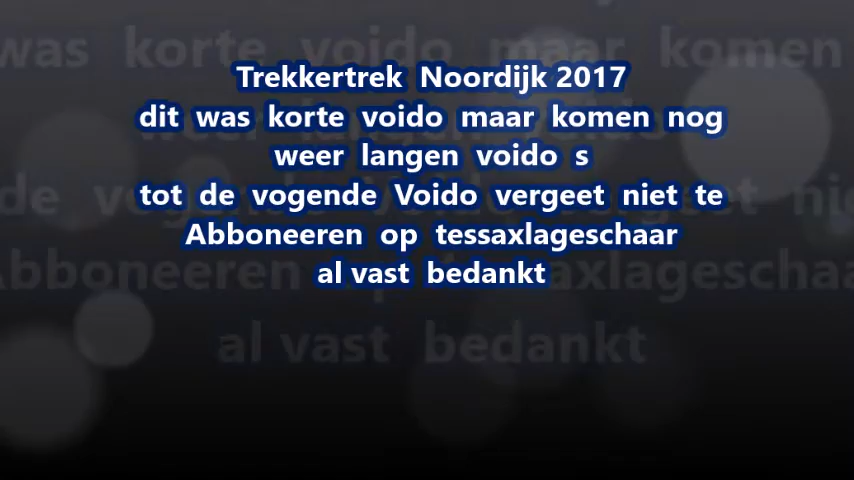 Trekkertrek Noordijk 2017
dit was korte voido maar komen nog
weer langen voido s
tot de vogende Voido vergeet niet te
Abboneeren op tessaxlageschaar
al vast bedankt